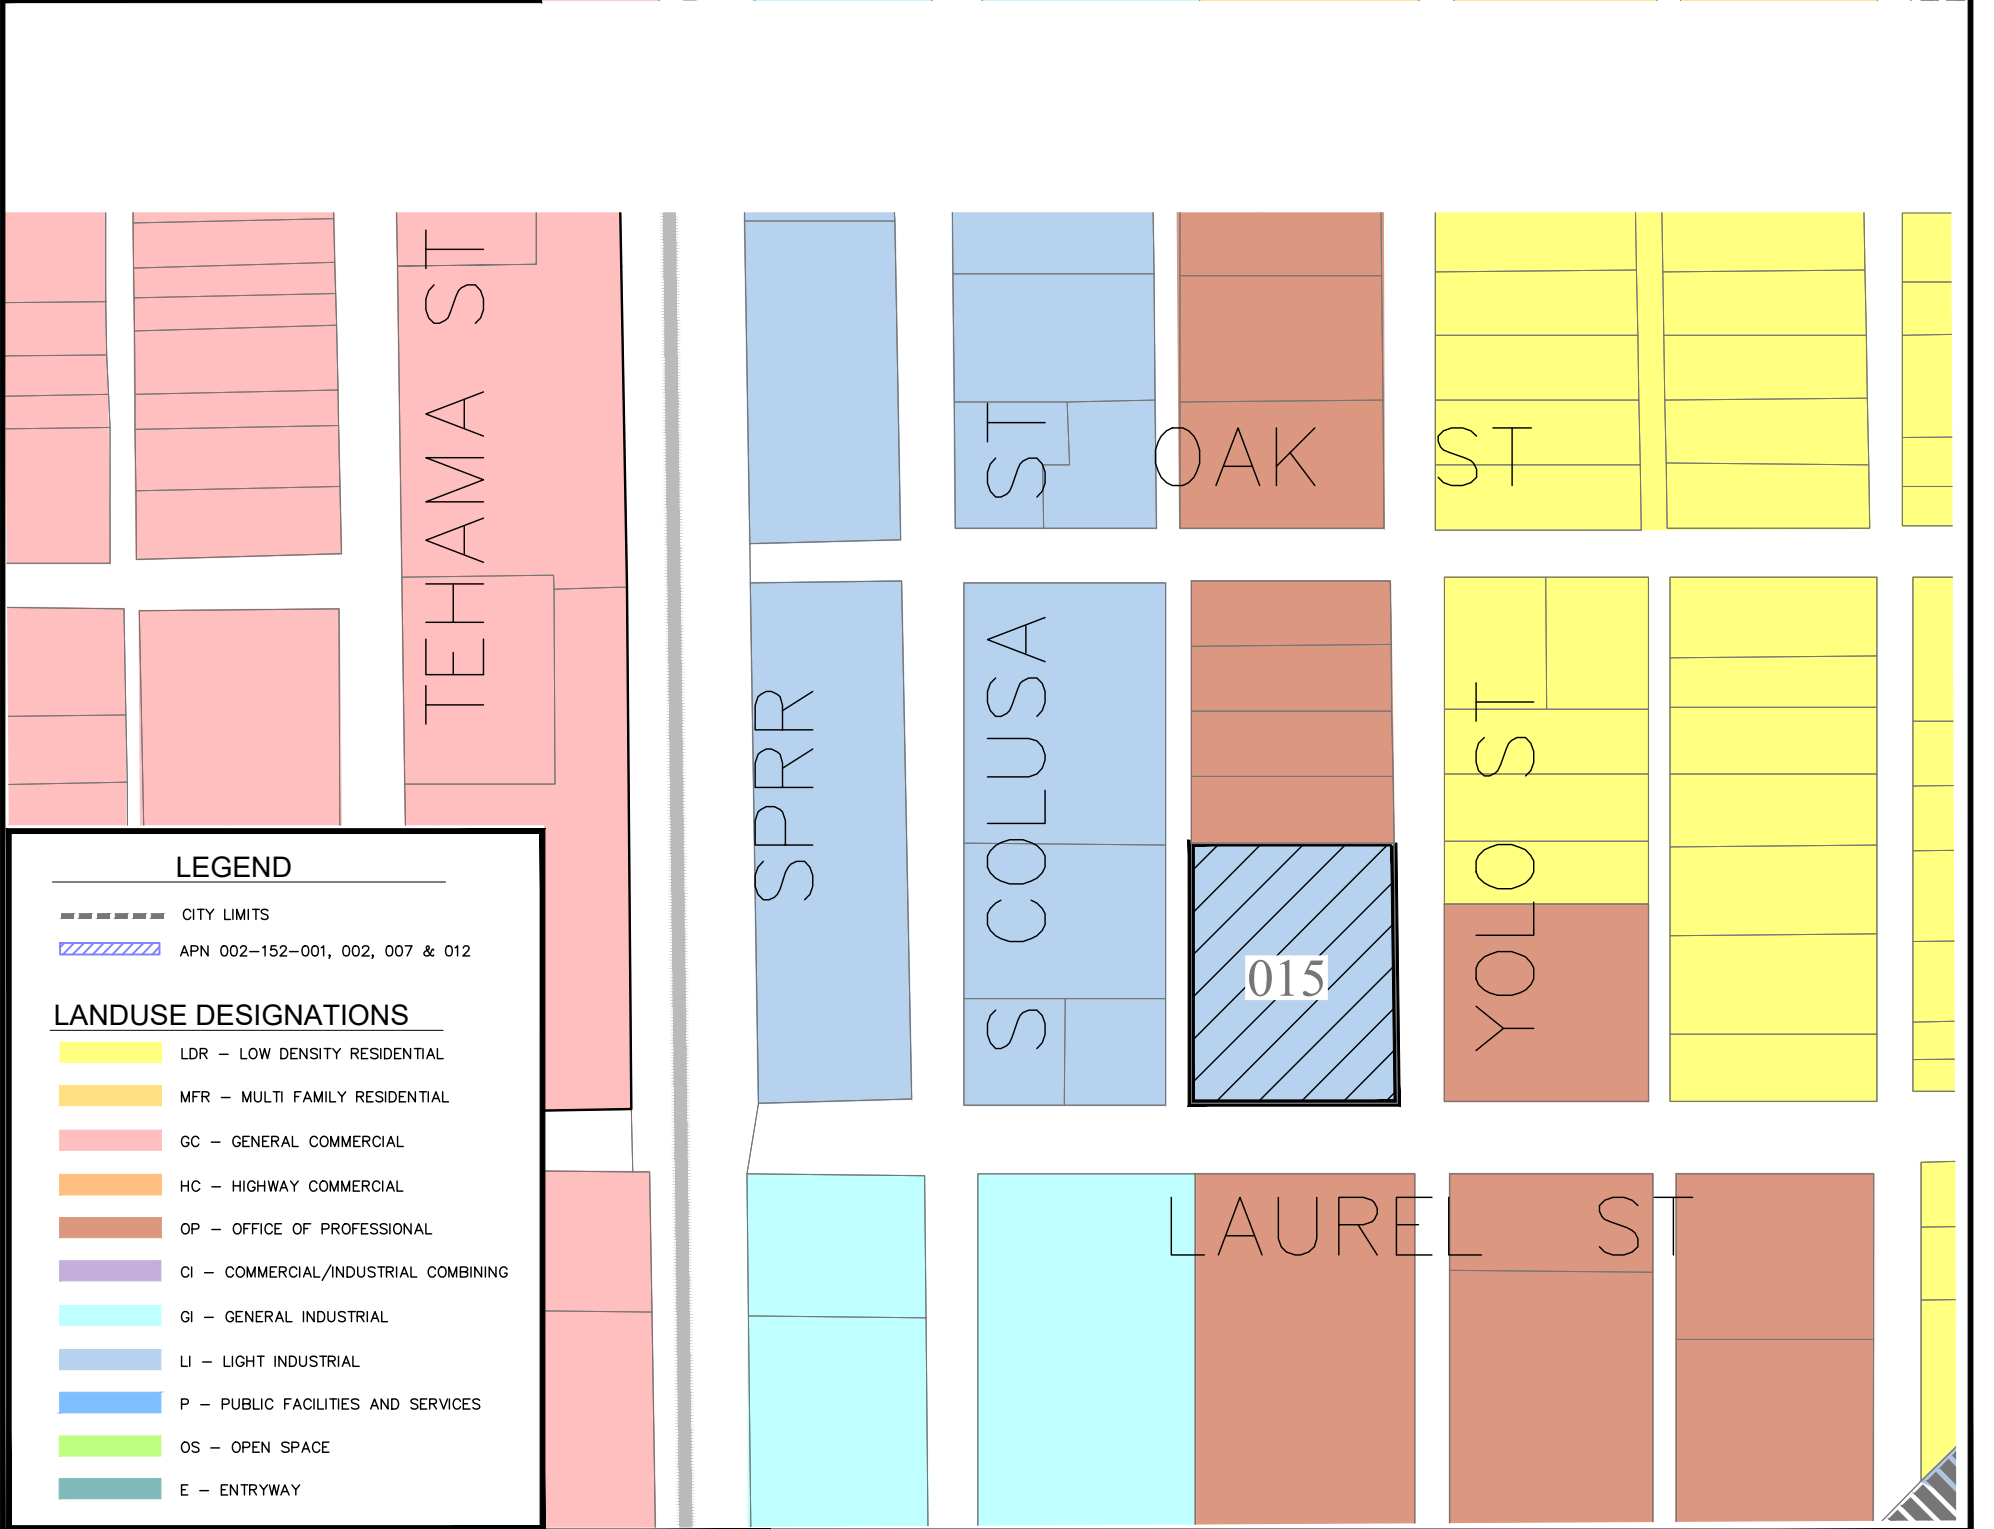 TEHAMA ST
SPRR
S COLUSA ST
OAK ST
YOLO ST
015
LAUREL ST
LEGEND
CITY LIMITS
APN 002-152-001, 002, 007 & 012
LANDUSE DESIGNATIONS
LDR - LOW DENSITY RESIDENTIAL
MFR - MULTI FAMILY RESIDENTIAL
GC - GENERAL COMMERCIAL
HC - HIGHWAY COMMERCIAL
OP - OFFICE OF PROFESSIONAL
CI - COMMERCIAL/INDUSTRIAL COMBINING
GI - GENERAL INDUSTRIAL
LI - LIGHT INDUSTRIAL
P - PUBLIC FACILITIES AND SERVICES
OS - OPEN SPACE
E - ENTRYWAY